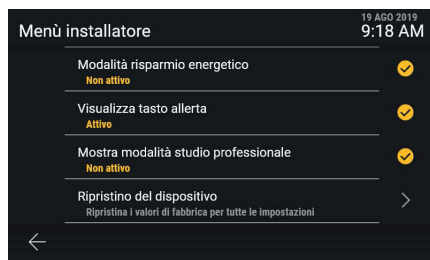 19 AGO 2019
Menù installatore 9:18 AM
Modalità risparmio energetico
Non attivo
Visualizza tasto allerta
Attivo
Mostra modalità studio professionale
Non attivo
Ripristino del dispositivo
Ripristina i valori di fabbrica per tutte le impostazioni